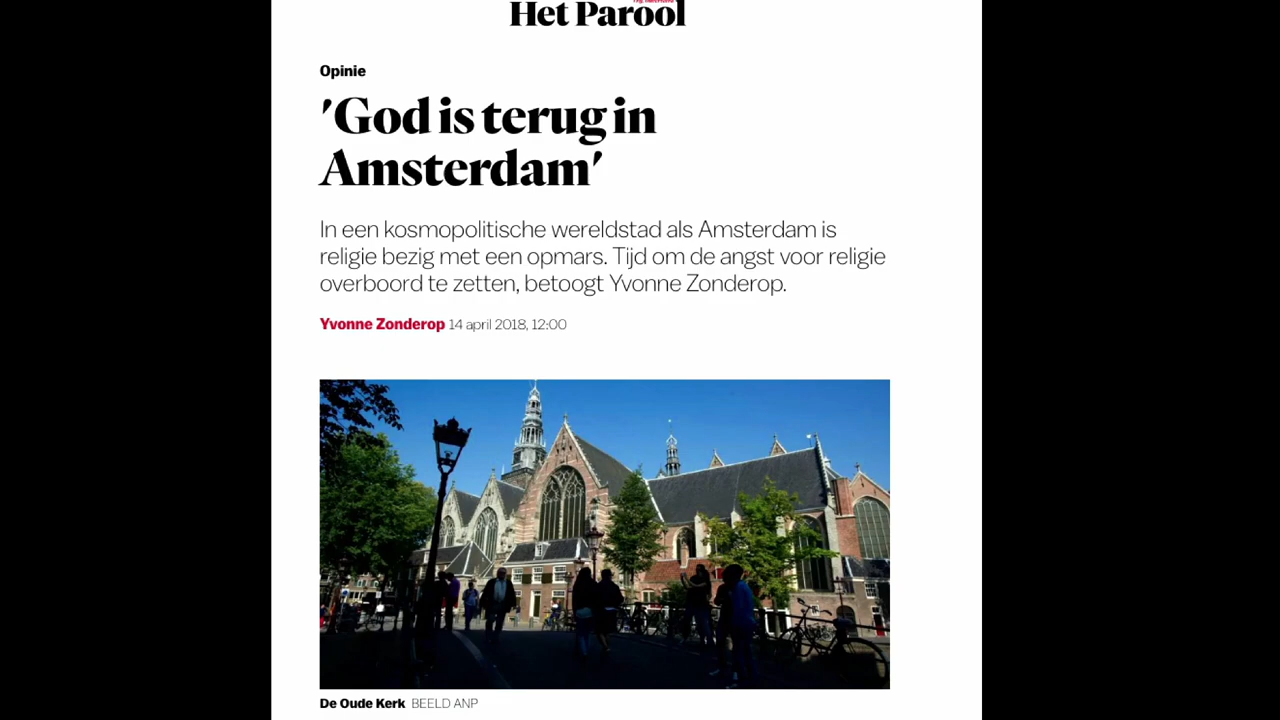 Het Parool
Opinie
'God is terug in
Amsterdam'
In een kosmopolitische wereldstad als Amsterdam is
religie bezig met een opmars. Tijd om de angst voor religie
overboord te zetten, betoogt Yvonne Zonderop.
Yvonne Zonderop 14 april 2018, 12:00
De Oude Kerk BEELD ANP